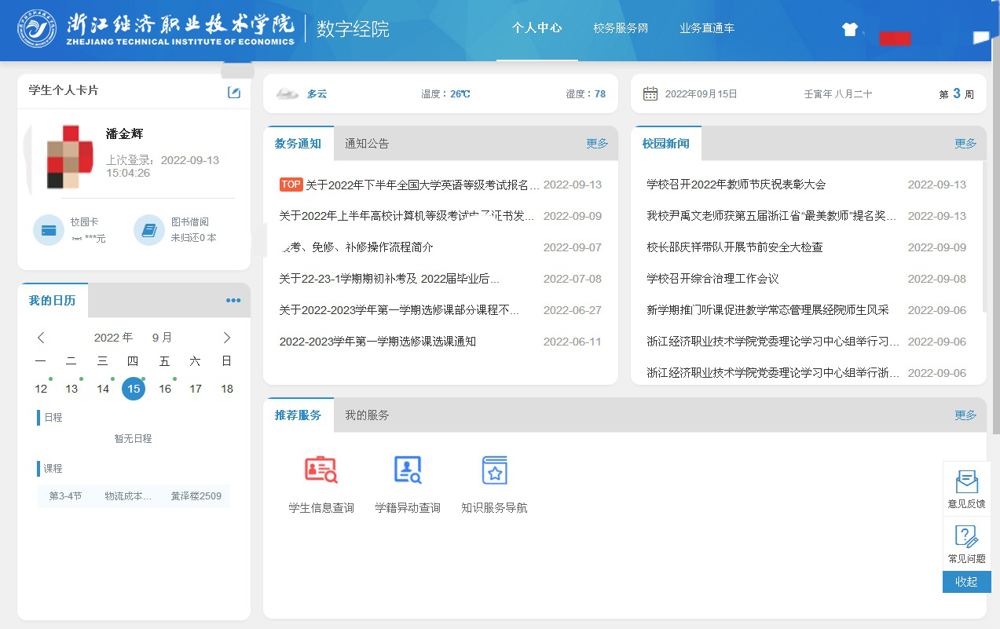 浙江经济职业技术学院
ZHEJIANG TECHNICAL INSTITUTE OF ECONOMICS
数字经院
个人中心
校务服务网
业务直通车
学生个人卡片
潘金辉
上次登录: 2022-09-13
15:04:26
校园卡
***元
图书借阅
未归还0 本
我的日历
2022 年 9 月
一 二 三 四 五 六 日
12 13 14 15 16 17 18
日程
暂无日程
课程
第3-4节 物流成本... 黄泽楼2509
多云 温度：26℃ 湿度：78
2022年09月15日 壬寅年 八月二十 第 3 周
教务通知 通知公告 更多
TOP 关于2022年下半年全国大学英语等级考试报名... 2022-09-13
关于2022年上半年高校计算机等级考试电子证书发... 2022-09-09
考、免修、补修操作流程简介 2022-09-07
关于22-23-1学期期初补考及 2022届毕业后... 2022-07-08
关于2022-2023学年第一学期选修课部分课程不... 2022-06-27
2022-2023学年第一学期选修课选课通知 2022-06-11
校园新闻 更多
学校召开2022年教师节庆祝表彰大会 2022-09-13
我校尹禹文老师获第五届浙江省“最美教师”提名奖... 2022-09-13
校长邵庆祥带队开展节前安全大检查 2022-09-09
学校召开综合治理工作会议 2022-09-08
新学期推门听课促进教学常态管理展经院师生风采 2022-09-06
浙江经济职业技术学院党委理论学习中心组举行习... 2022-09-06
浙江经济职业技术学院党委理论学习中心组举行浙... 2022-09-06
推荐服务 我的服务 更多
学生信息查询 学籍异动查询 知识服务导航
意见反馈
常见问题
收起